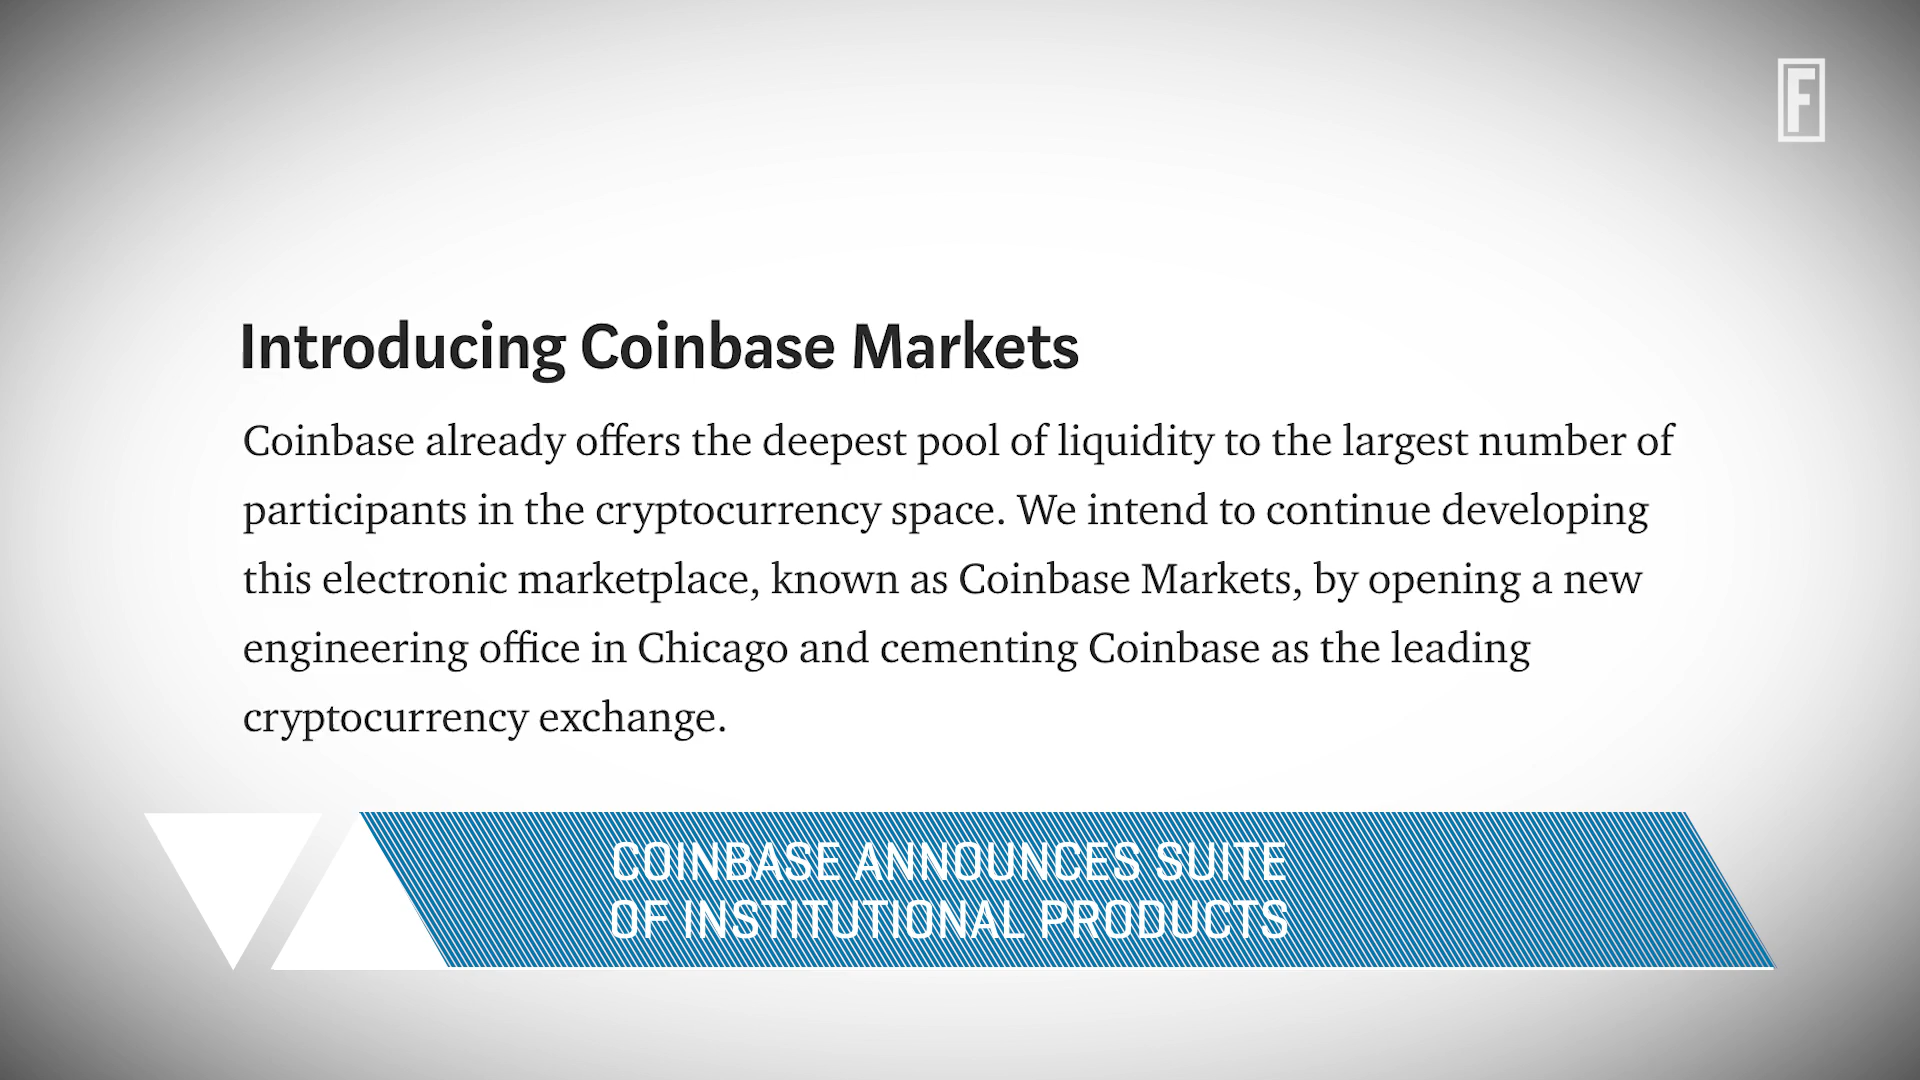 F
Introducing Coinbase Markets
Coinbase already offers the deepest pool of liquidity to the largest number of
participants in the cryptocurrency space. We intend to continue developing
this electronic marketplace, known as Coinbase Markets, by opening a new
engineering office in Chicago and cementing Coinbase as the leading
cryptocurrency exchange.
COINBASE ANNOUNCES SUITE
OF INSTITUTIONAL PRODUCTS